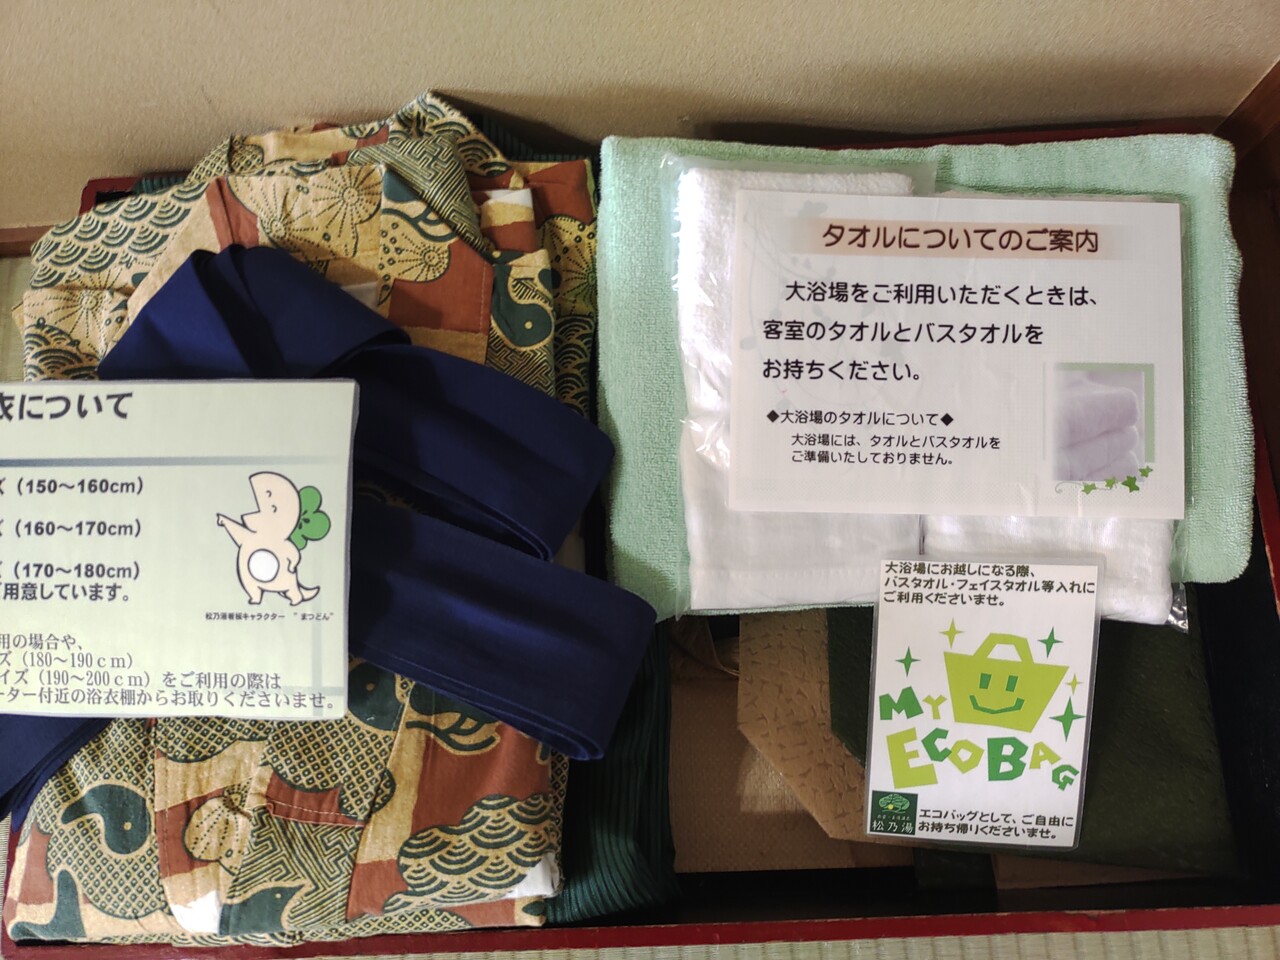 衣について
ズ（150～160cm）
ズ（160～170cm）
ズ（170～180cm）
用意しています。
松乃湯看板キャラクター “まつどん”
用の場合や、
ズ（180～190ｃｍ）
イズ（190～200ｃｍ）をご利用の際は
ーター付近の浴衣棚からお取りくださいませ。
タオルについてのご案内
大浴場をご利用いただくときは、
客室のタオルとバスタオルを
お持ちください。
◆大浴場のタオルについて◆
大浴場には、タオルとバスタオルを
ご準備いたしておりません。
大浴場にお越しになる際、
バスタオル・フェイスタオル等入れに
ご利用くださいませ。
MY
ECOBAG
松乃湯
エコバッグとして、ご自由に
お持ち帰りくださいませ。